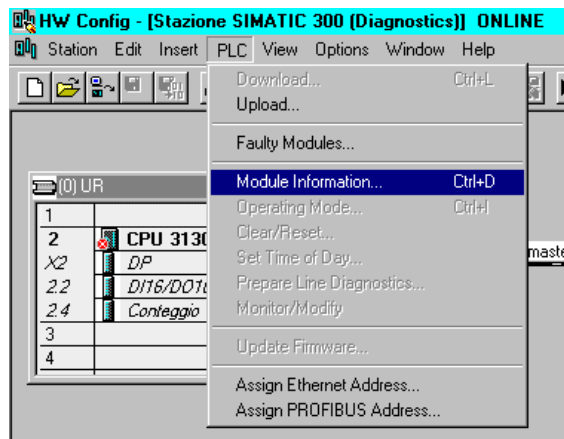 HW Config - [Stazione SIMATIC 300 (Diagnostics)] ONLINE
Station Edit Insert PLC View Options Window Help
Download... Ctrl+L
Upload...
Faulty Modules...
Module Information... Ctrl+D
Operating Mode... Ctrl+I
Clear/Reset...
Set Time of Day...
Prepare Line Diagnostics...
Monitor/Modify
Update Firmware...
Assign Ethernet Address...
Assign PROFIBUS Address...
(0) UR
1
2 CPU 313C
X2 DP
2.2 DI16/DO16
2.4 Conteggio
3
4
maste